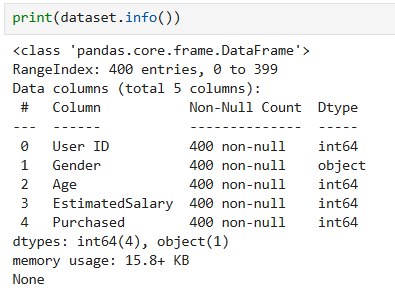 print(dataset.info())
<class 'pandas.core.frame.DataFrame'>
RangeIndex: 400 entries, 0 to 399
Data columns (total 5 columns):
 #   Column           Non-Null Count  Dtype
---  ------           --------------  -----
 0   User ID          400 non-null    int64
 1   Gender           400 non-null    object
 2   Age              400 non-null    int64
 3   EstimatedSalary  400 non-null    int64
 4   Purchased        400 non-null    int64
dtypes: int64(4), object(1)
memory usage: 15.8+ KB
None